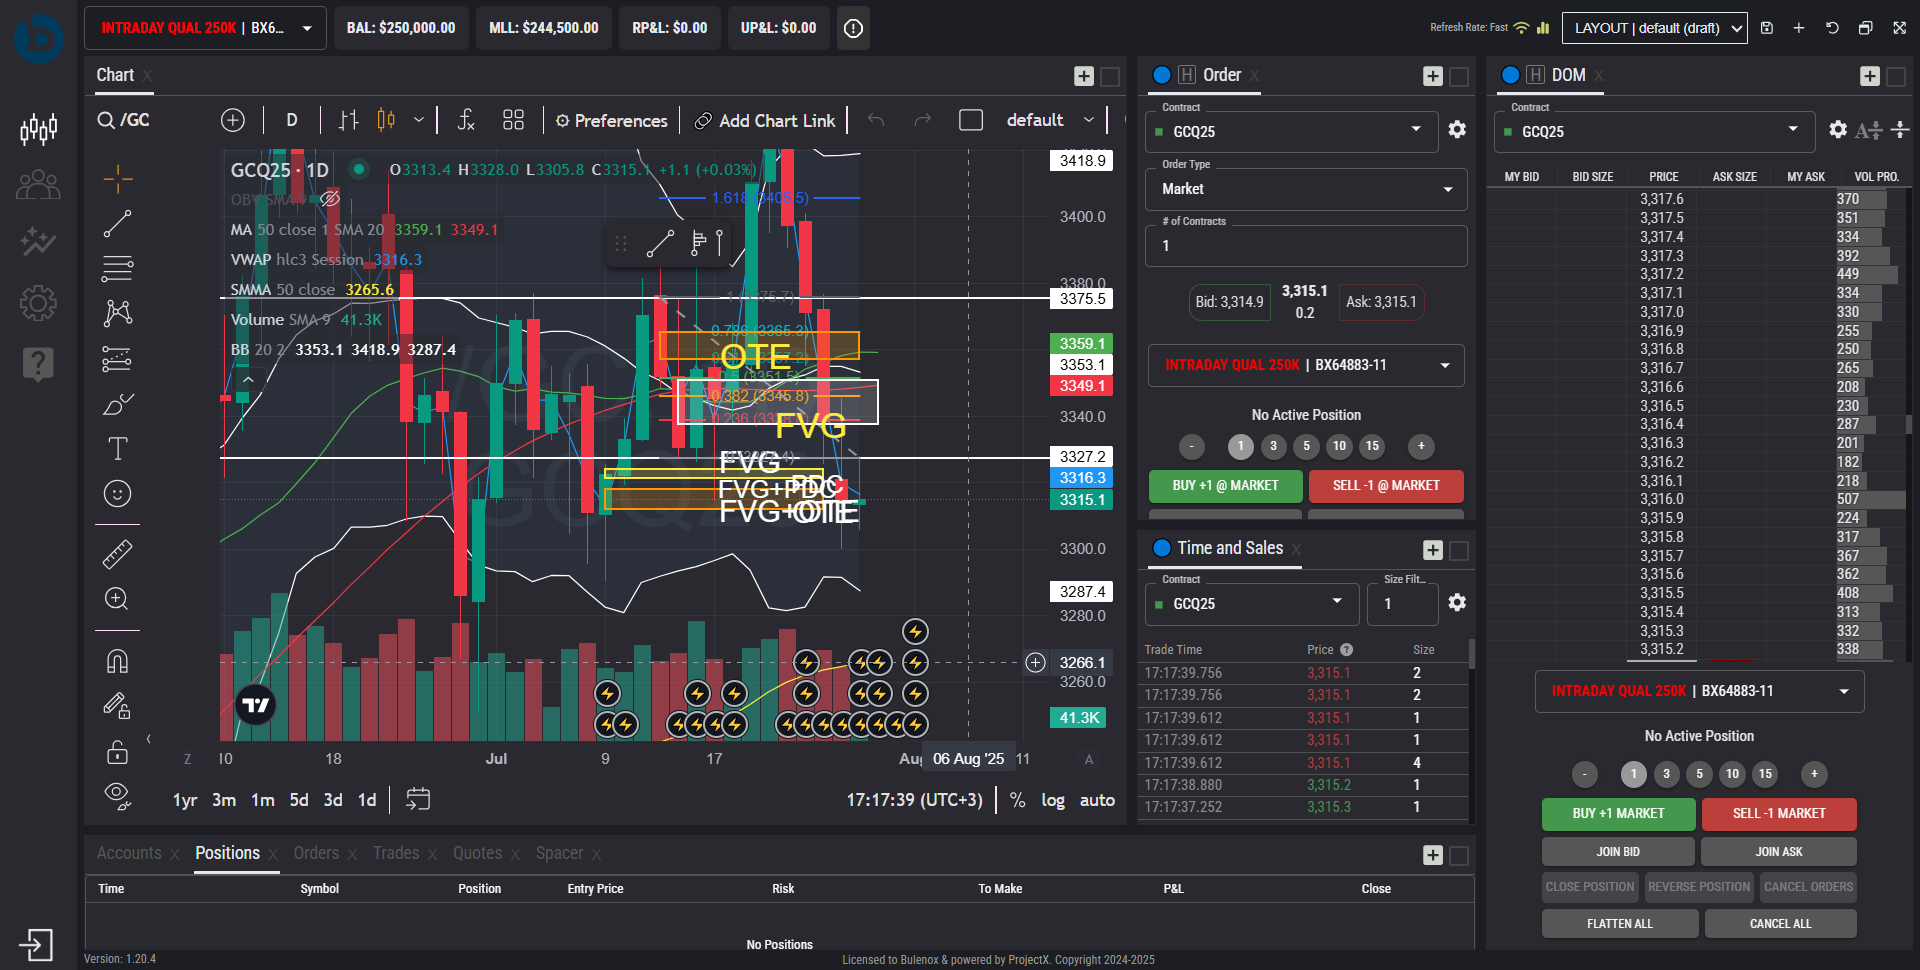 INTRADAY QUAL 250K | BX6...
BAL: $250,000.00
MLL: $244,500.00
RP&L: $0.00
UP&L: $0.00
Refresh Rate: Fast
LAYOUT | default (draft)
Chart X
/GC
D
Preferences
Add Chart Link
default
GCQ25 · 1D
O3313.4 H3328.0 L3305.8 C3315.1 +1.1 (+0.03%)
OBV SMA 9
MA 50 close 1 SMA 20 3359.1 3349.1
VWAP hlc3 Session 3316.3
SMMA 50 close 3265.6
Volume SMA 9 41.3K
BB 20 2 3353.1 3418.9 3287.4
1.618(3405.5)
1 (3375.7)
0.786 (3365.3)
OTE
0.5 (3351.5)
0.382 (3345.8)
FVG
FVG
FVG+PDC
FVG+OTE
3418.9
3400.0
3380.0
3375.5
3359.1
3353.1
3349.1
3340.0
3327.2
3316.3
3315.1
3300.0
3287.4
3280.0
3266.1
3260.0
41.3K
Z
10
18
Jul
9
17
Aug
06 Aug '25
11
A
1yr 3m 1m 5d 3d 1d
17:17:39 (UTC+3)
% log auto
H Order X
Contract
GCQ25
Order Type
Market
# of Contracts
1
Bid: 3,314.9
3,315.1
0.2
Ask: 3,315.1
INTRADAY QUAL 250K | BX64883-11
No Active Position
- 1 3 5 10 15 +
BUY +1 @ MARKET
SELL -1 @ MARKET
Time and Sales X
Contract
GCQ25
Size Filt...
1
Trade Time Price ? Size
17:17:39.756 3,315.1 2
17:17:39.756 3,315.1 2
17:17:39.612 3,315.1 1
17:17:39.612 3,315.1 1
17:17:39.612 3,315.1 4
17:17:38.880 3,315.2 1
17:17:37.252 3,315.3 1
H DOM X
Contract
GCQ25
A
MY BID BID SIZE PRICE ASK SIZE MY ASK VOL PRO.
3,317.6 370
3,317.5 351
3,317.4 334
3,317.3 392
3,317.2 449
3,317.1 334
3,317.0 330
3,316.9 255
3,316.8 250
3,316.7 265
3,316.6 208
3,316.5 230
3,316.4 287
3,316.3 201
3,316.2 182
3,316.1 218
3,316.0 507
3,315.9 224
3,315.8 317
3,315.7 367
3,315.6 362
3,315.5 408
3,315.4 313
3,315.3 332
3,315.2 338
INTRADAY QUAL 250K | BX64883-11
No Active Position
- 1 3 5 10 15 +
BUY +1 MARKET
SELL -1 MARKET
JOIN BID
JOIN ASK
CLOSE POSITION
REVERSE POSITION
CANCEL ORDERS
FLATTEN ALL
CANCEL ALL
Accounts X Positions X Orders X Trades X Quotes X Spacer X
Time Symbol Position Entry Price Risk To Make P&L Close
No Positions
Version: 1.20.4
Licensed to Bulenox & powered by ProjectX. Copyright 2024-2025